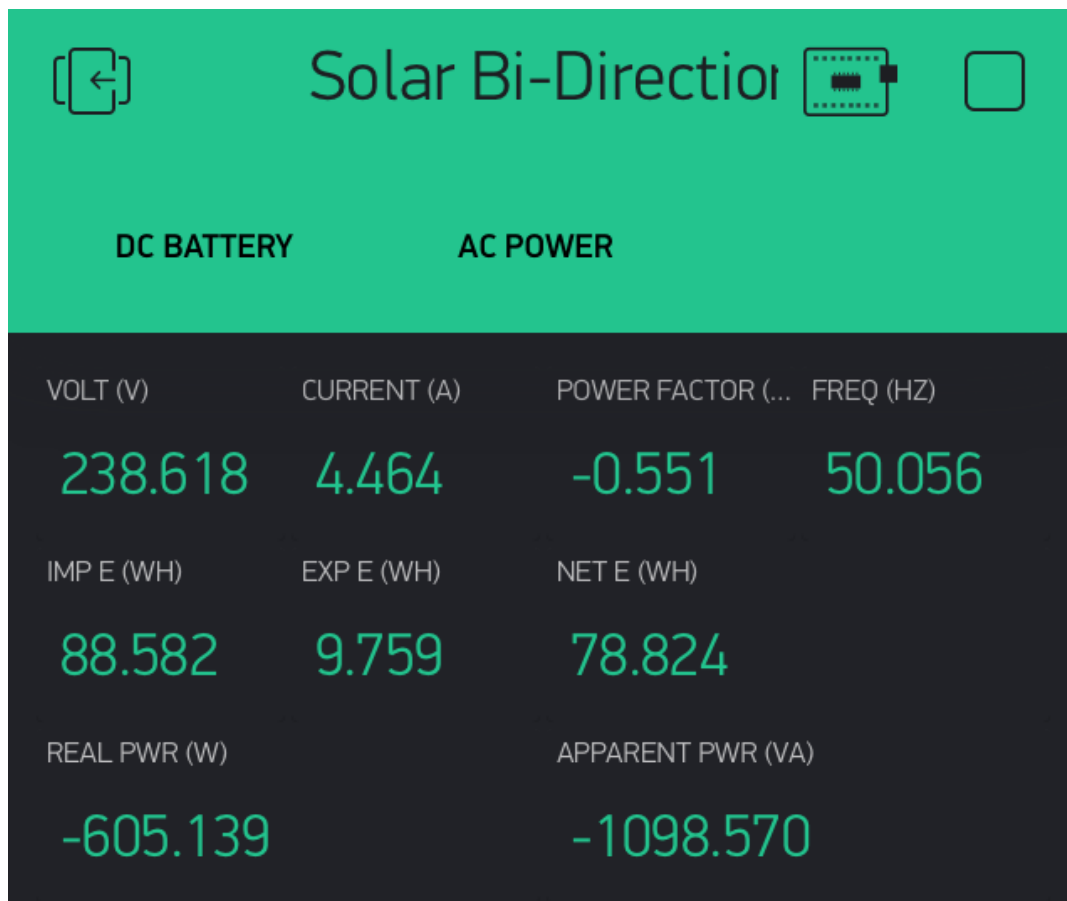 Solar Bi-Direction
DC BATTERY AC POWER
VOLT (V) CURRENT (A) POWER FACTOR (... FREQ (HZ)
238.618 4.464 -0.551 50.056
IMP E (WH) EXP E (WH) NET E (WH)
88.582 9.759 78.824
REAL PWR (W) APPARENT PWR (VA)
-605.139 -1098.570